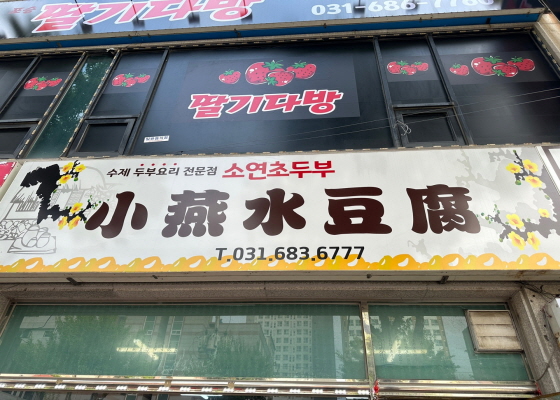 딸기다방
031-686-7760
딸기다방
수제 두부요리 전문점 소연초두부
小燕水豆腐
T.031.683.6777